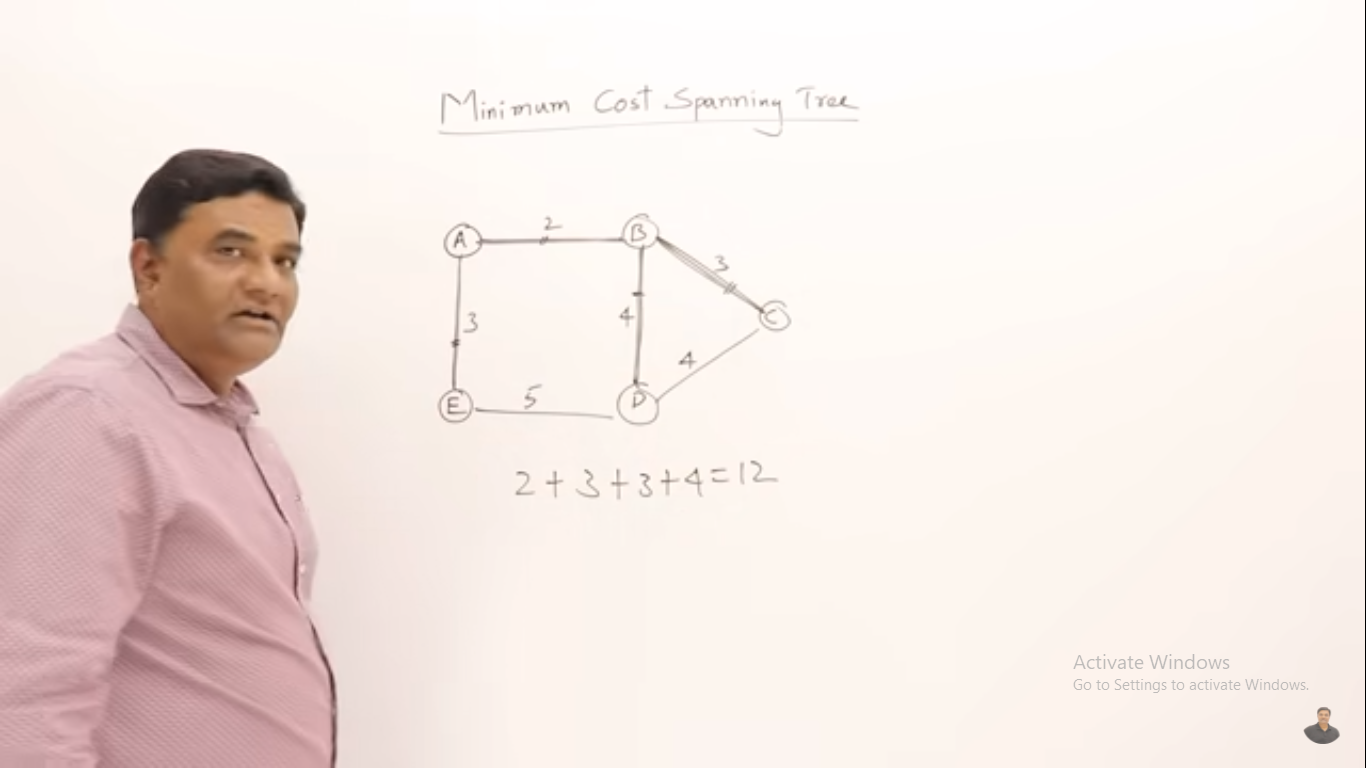 Minimum Cost Spanning Tree
A 2 B
3
C
3
4
4
E 5 D
2+3+3+4=12
Activate Windows
Go to Settings to activate Windows.